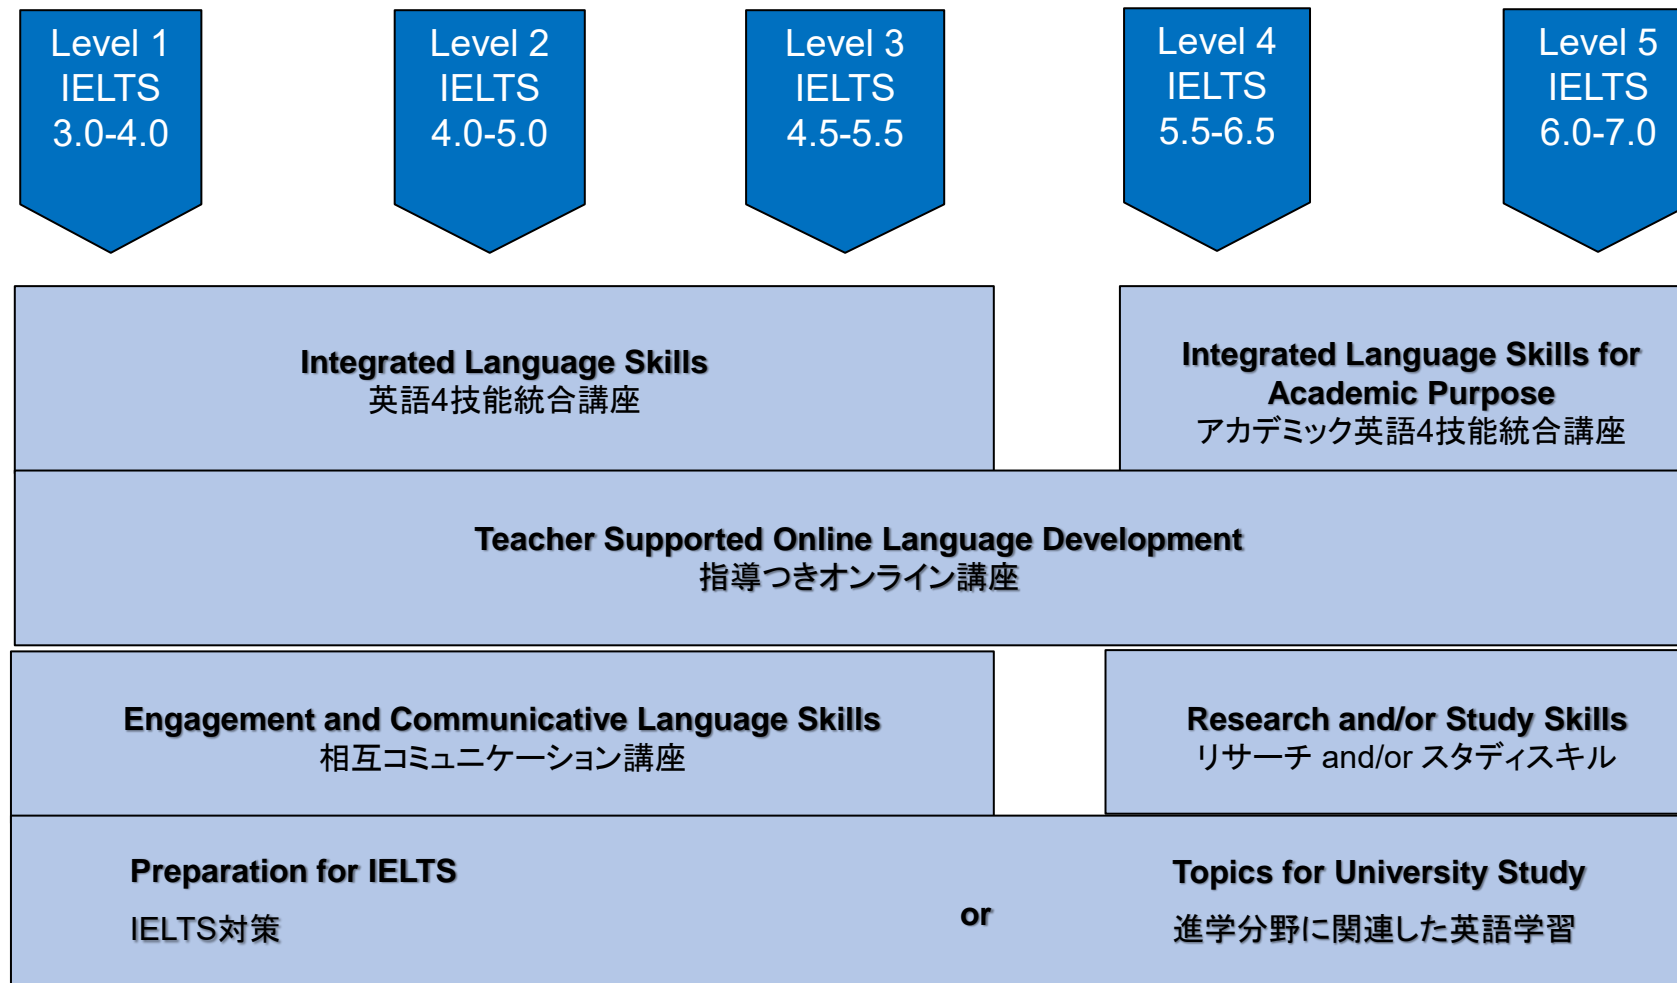 Level 1
IELTS
3.0-4.0
Level 2
IELTS
4.0-5.0
Level 3
IELTS
4.5-5.5
Level 4
IELTS
5.5-6.5
Level 5
IELTS
6.0-7.0
Integrated Language Skills
英語4技能統合講座
Integrated Language Skills for
Academic Purpose
アカデミック英語4技能統合講座
Teacher Supported Online Language Development
指導つきオンライン講座
Engagement and Communicative Language Skills
相互コミュニケーション講座
Research and/or Study Skills
リサーチ and/or スタディスキル
Preparation for IELTS
IELTS対策
or
Topics for University Study
進学分野に関連した英語学習